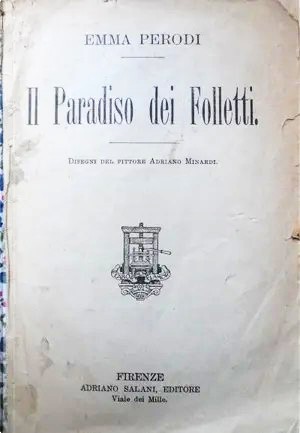 EMMA PERODI
Il Paradiso dei Folletti.
DISEGNI DEL PITTORE ADRIANO MINARDI.
FIRENZE
ADRIANO SALANI, EDITORE
Viale dei Mille.